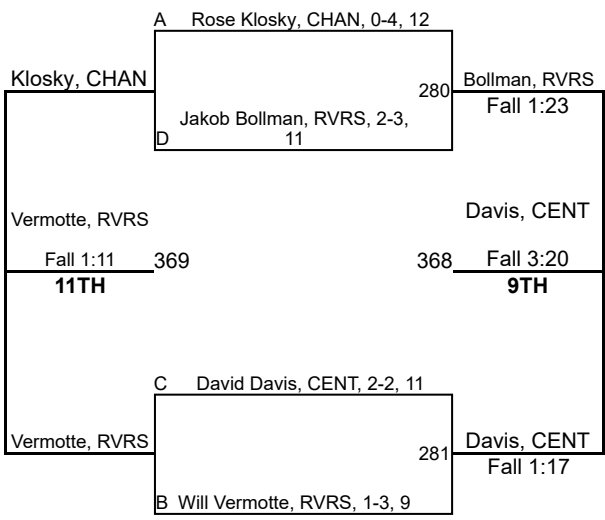 A Rose Klosky, CHAN, 0-4, 12
Klosky, CHAN
280
Bollman, RVRS
Fall 1:23
Jakob Bollman, RVRS, 2-3,
D 11
Vermotte, RVRS
Davis, CENT
Fall 1:11 369
368 Fall 3:20
11TH
9TH
C David Davis, CENT, 2-2, 11
Vermotte, RVRS
281
Davis, CENT
Fall 1:17
B Will Vermotte, RVRS, 1-3, 9